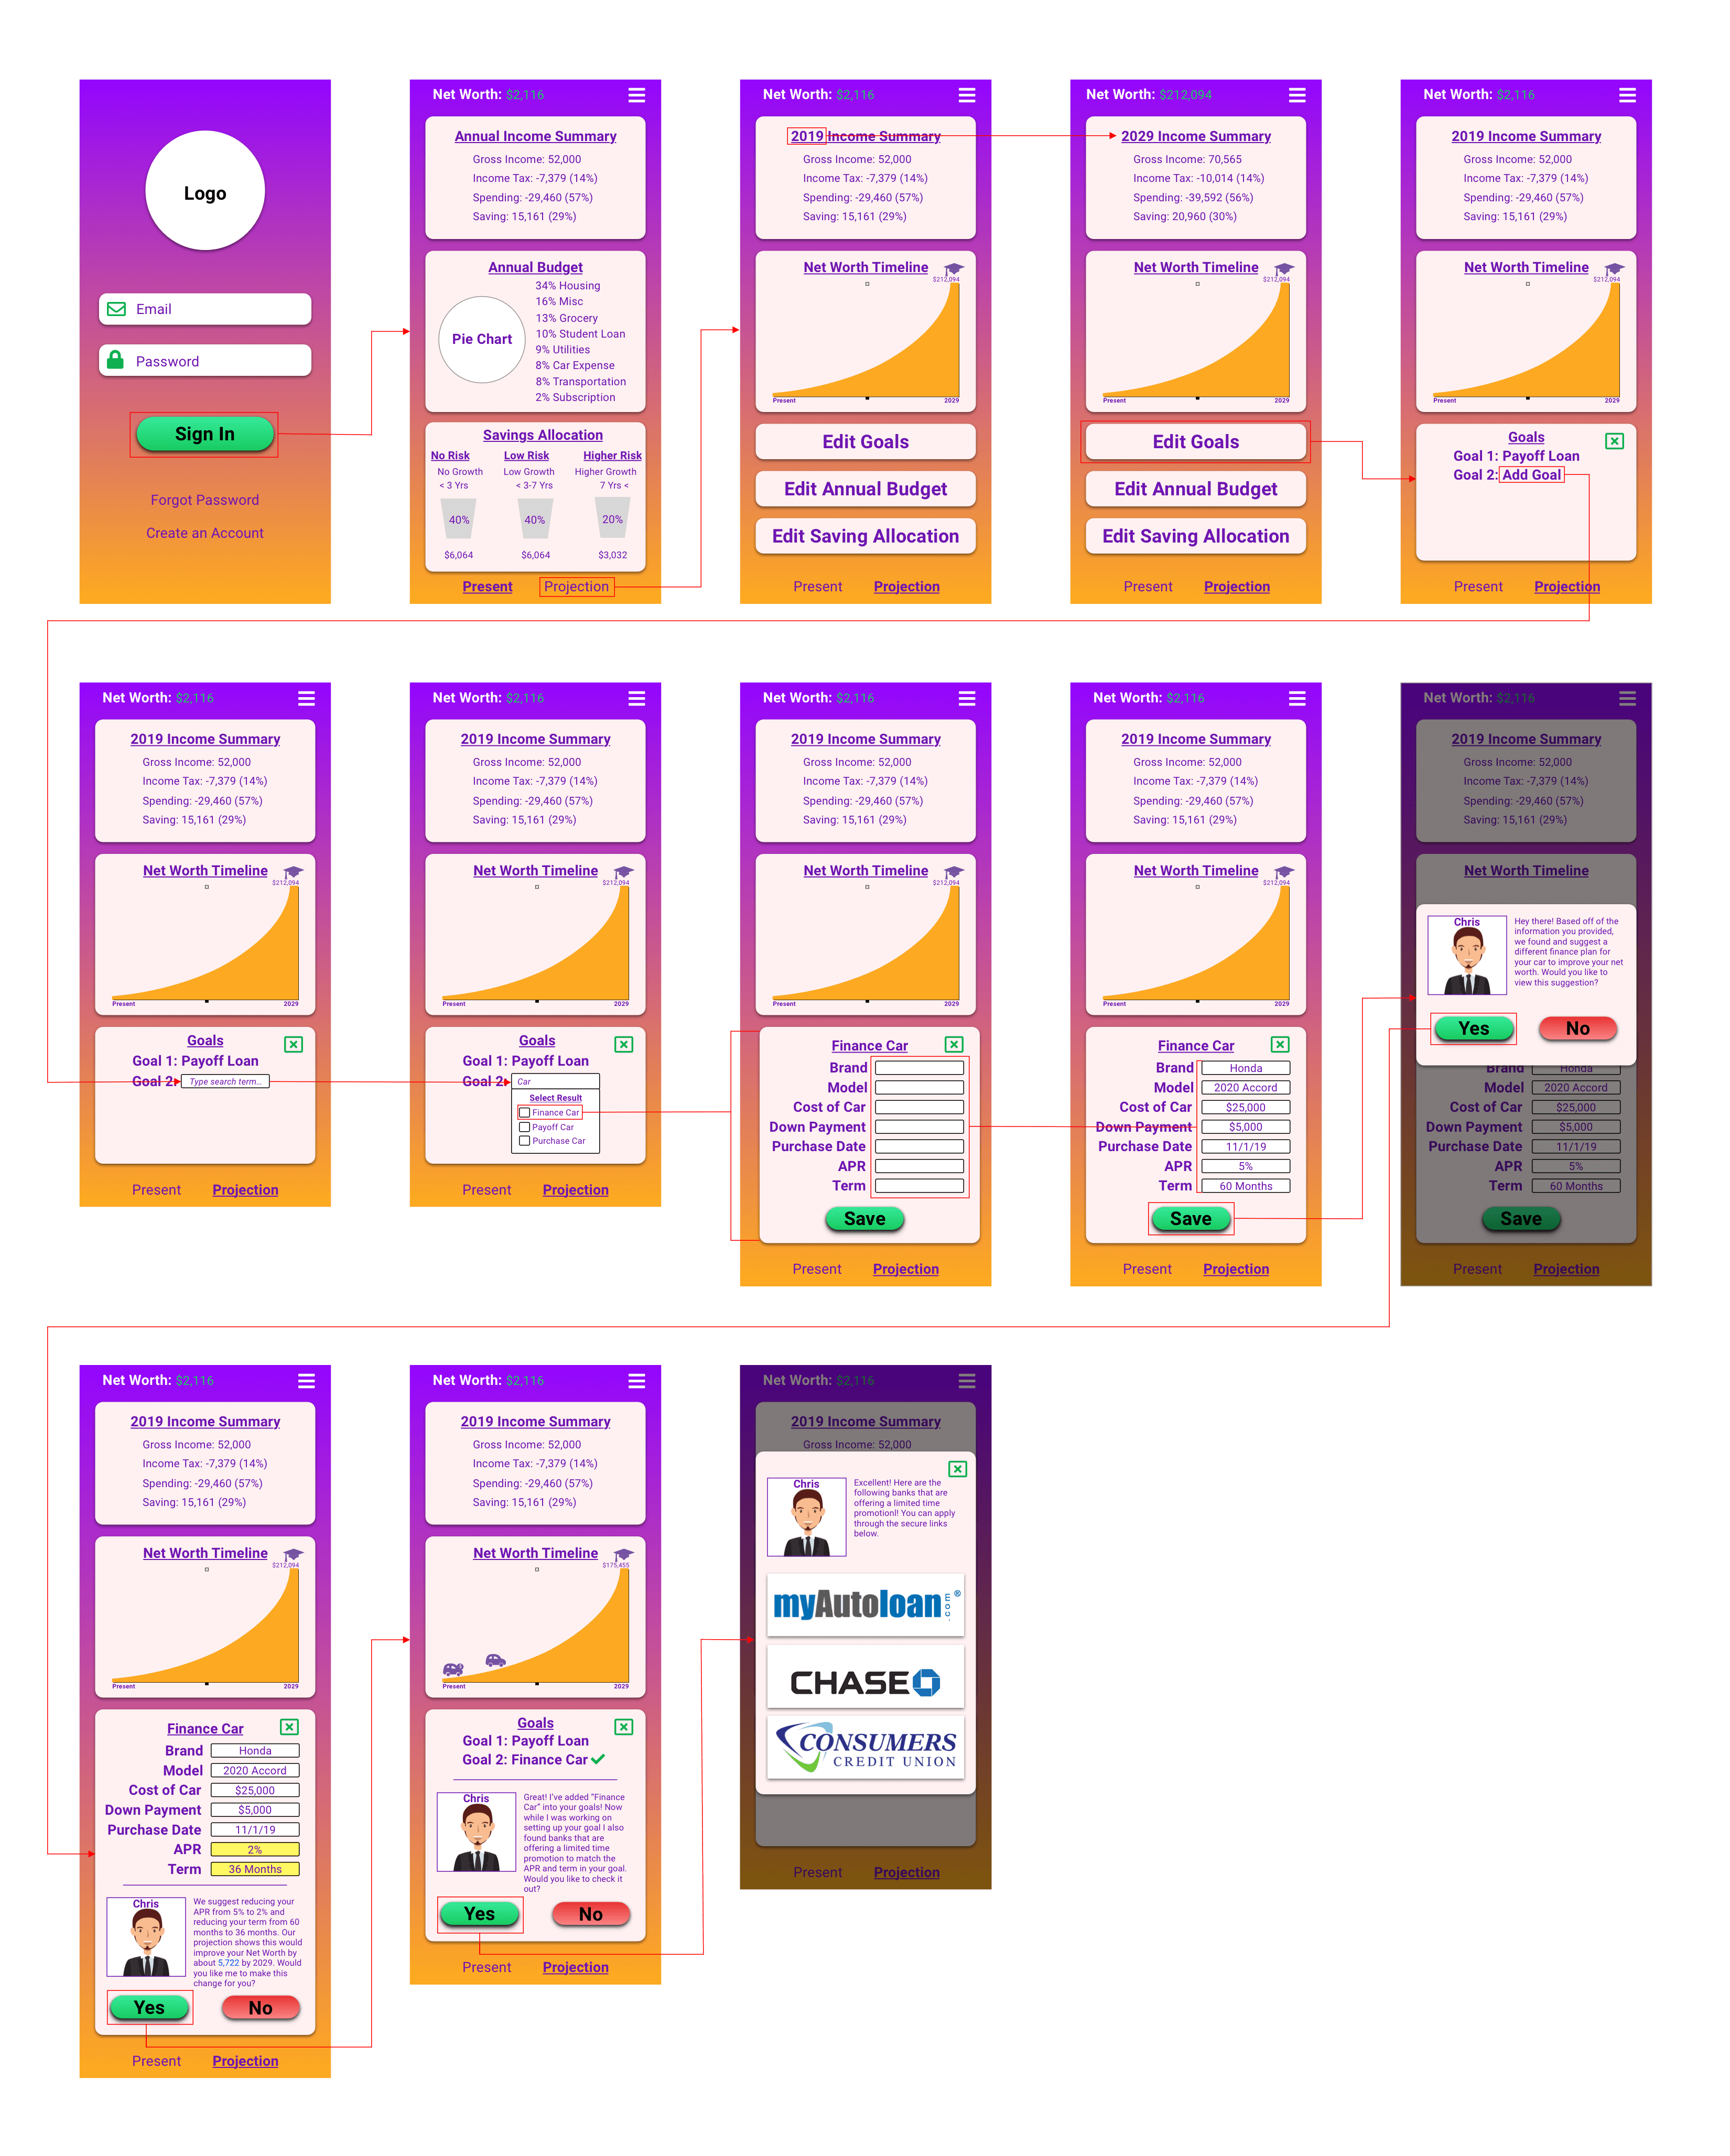 Logo
Email
Password
Sign In
Forgot Password
Create an Account
Net Worth: $2,116
Annual Income Summary
Gross Income: 52,000
Income Tax: -7,379 (14%)
Spending: -29,460 (57%)
Saving: 15,161 (29%)
Annual Budget
Pie Chart
34% Housing
16% Misc
13% Grocery
10% Student Loan
9% Utilities
8% Car Expense
8% Transportation
2% Subscription
Savings Allocation
No Risk Low Risk Higher Risk
No Growth Low Growth Higher Growth
< 3 Yrs < 3-7 Yrs 7 Yrs <
40% 40% 20%
$6,064 $6,064 $3,032
Present Projection
Net Worth: $2,116
2019 Income Summary
Gross Income: 52,000
Income Tax: -7,379 (14%)
Spending: -29,460 (57%)
Saving: 15,161 (29%)
Net Worth Timeline
$212,094
Present 2029
Edit Goals
Edit Annual Budget
Edit Saving Allocation
Present Projection
Net Worth: $212,094
2029 Income Summary
Gross Income: 70,565
Income Tax: -10,014 (14%)
Spending: -39,592 (56%)
Saving: 20,960 (30%)
Net Worth Timeline
$212,094
Present 2029
Edit Goals
Edit Annual Budget
Edit Saving Allocation
Present Projection
Net Worth: $2,116
2019 Income Summary
Gross Income: 52,000
Income Tax: -7,379 (14%)
Spending: -29,460 (57%)
Saving: 15,161 (29%)
Net Worth Timeline
$212,094
Present 2029
Goals
Goal 1: Payoff Loan
Goal 2: Add Goal
Present Projection
Net Worth: $2,116
2019 Income Summary
Gross Income: 52,000
Income Tax: -7,379 (14%)
Spending: -29,460 (57%)
Saving: 15,161 (29%)
Net Worth Timeline
$212,094
Present 2029
Goals
Goal 1: Payoff Loan
Goal 2: Type search term...
Present Projection
Net Worth: $2,116
2019 Income Summary
Gross Income: 52,000
Income Tax: -7,379 (14%)
Spending: -29,460 (57%)
Saving: 15,161 (29%)
Net Worth Timeline
$212,094
Present 2029
Goals
Goal 1: Payoff Loan
Goal 2: Car
Select Result
Finance Car
Payoff Car
Purchase Car
Present Projection
Net Worth: $2,116
2019 Income Summary
Gross Income: 52,000
Income Tax: -7,379 (14%)
Spending: -29,460 (57%)
Saving: 15,161 (29%)
Net Worth Timeline
$212,094
Present 2029
Finance Car
Brand
Model
Cost of Car
Down Payment
Purchase Date
APR
Term
Save
Present Projection
Net Worth: $2,116
2019 Income Summary
Gross Income: 52,000
Income Tax: -7,379 (14%)
Spending: -29,460 (57%)
Saving: 15,161 (29%)
Net Worth Timeline
$212,094
Present 2029
Finance Car
Brand Honda
Model 2020 Accord
Cost of Car $25,000
Down Payment $5,000
Purchase Date 11/1/19
APR 5%
Term 60 Months
Save
Present Projection
Net Worth: $2,116
2019 Income Summary
Gross Income: 52,000
Income Tax: -7,379 (14%)
Spending: -29,460 (57%)
Saving: 15,161 (29%)
Net Worth Timeline
Chris
Hey there! Based off of the
information you provided,
we found and suggest a
different finance plan for
your car to improve your net
worth. Would you like to
view this suggestion?
Yes No
Brand Honda
Model 2020 Accord
Cost of Car $25,000
Down Payment $5,000
Purchase Date 11/1/19
APR 5%
Term 60 Months
Save
Present Projection
Net Worth: $2,116
2019 Income Summary
Gross Income: 52,000
Income Tax: -7,379 (14%)
Spending: -29,460 (57%)
Saving: 15,161 (29%)
Net Worth Timeline
$212,094
Present 2029
Finance Car
Brand Honda
Model 2020 Accord
Cost of Car $25,000
Down Payment $5,000
Purchase Date 11/1/19
APR 2%
Term 36 Months
Chris
We suggest reducing your
APR from 5% to 2% and
reducing your term from 60
months to 36 months. Our
projection shows this would
improve your Net Worth by
about 5,722 by 2029. Would
you like me to make this
change for you?
Yes No
Present Projection
Net Worth: $2,116
2019 Income Summary
Gross Income: 52,000
Income Tax: -7,379 (14%)
Spending: -29,460 (57%)
Saving: 15,161 (29%)
Net Worth Timeline
$175,455
Present 2029
Goals
Goal 1: Payoff Loan
Goal 2: Finance Car
Chris
Great! I've added "Finance
Car" into your goals! Now
while I was working on
setting up your goal I also
found banks that are
offering a limited time
promotion to match the
APR and term in your goal.
Would you like to check it
out?
Yes No
Present Projection
Net Worth: $2,116
2019 Income Summary
Gross Income: 52,000
Chris
Excellent! Here are the
following banks that are
offering a limited time
promotion!! You can apply
through the secure links
below.
myAutoloan.com®
CHASE
CONSUMERS
CREDIT UNION
Present Projection